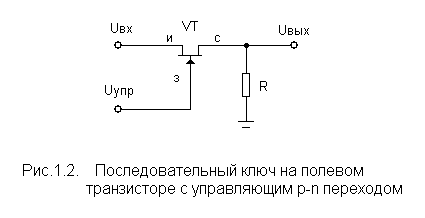 Uвх VT Uвых
и с
з R
Uупр
Рис.1.2. Последовательный ключ на полевом
транзисторе с управляющим p-n переходом